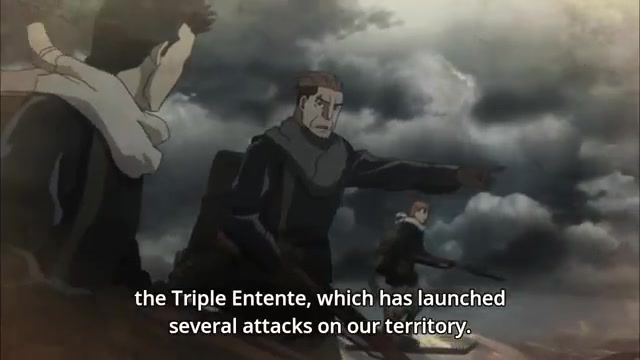 the Triple Entente, which has launched
several attacks on our territory.